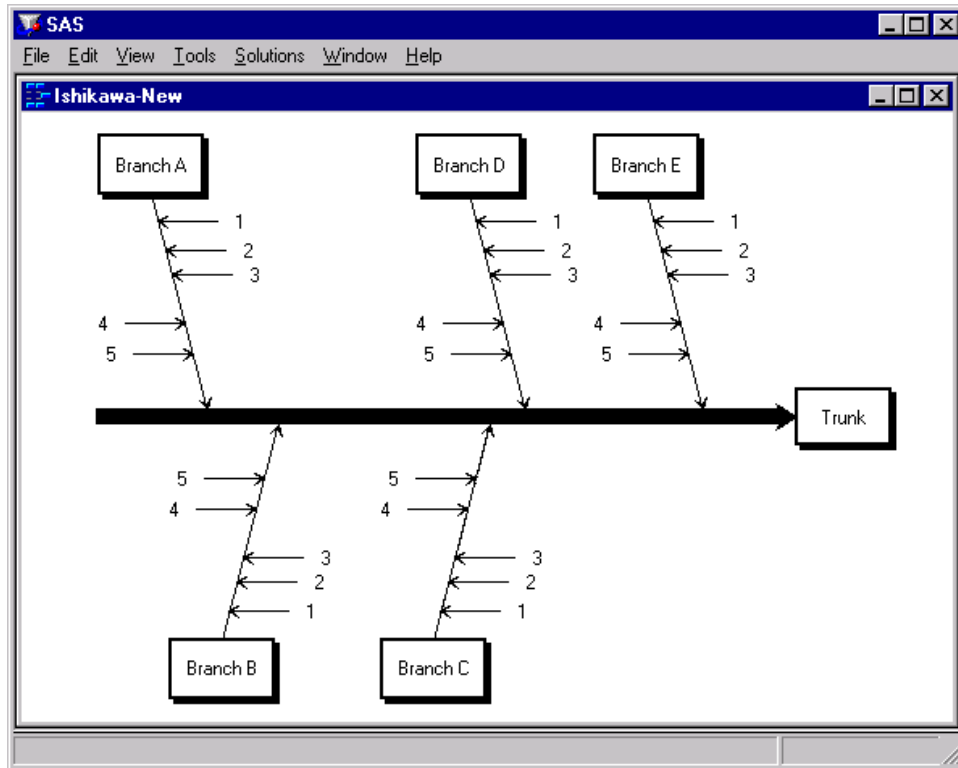 SAS
File Edit View Tools Solutions Window Help
Ishikawa-New
Branch A Branch D Branch E
1 1 1
2 2 2
3 3 3
4 4 4
5 5 5
Trunk
5 5
4 4
3 3
2 2
1 1
Branch B Branch C